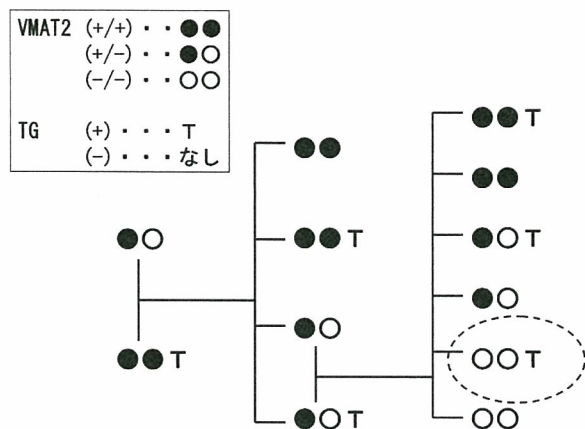 VMAT2 (+/+) ・・ ●●
(+/-) ・・ ●○
(-/-) ・・ ○○
TG (+) ・・・ T
(-) ・・・ なし
●● T
●●
●●
●● T
●○ T
●○
●○
●○
●● T
○○ T
●○ T
○○